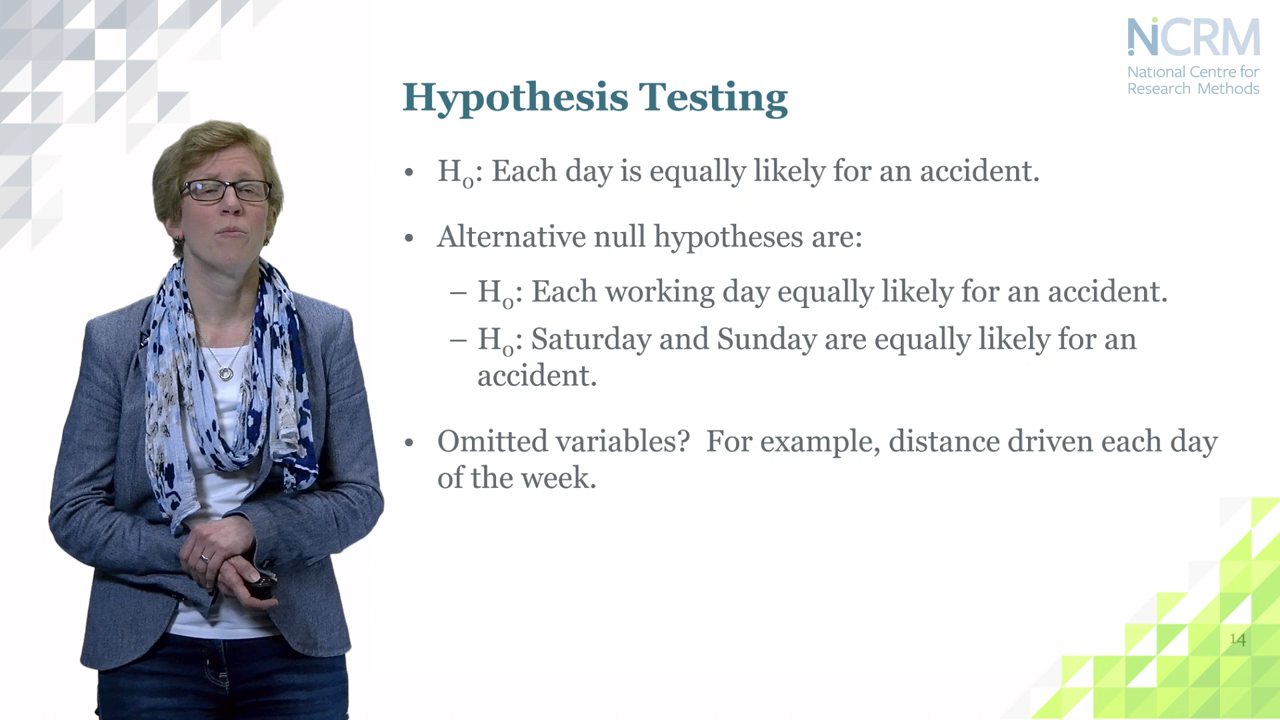 NCRM
National Centre for
Research Methods
Hypothesis Testing
• H₀: Each day is equally likely for an accident.
• Alternative null hypotheses are:
– H₀: Each working day equally likely for an accident.
– H₀: Saturday and Sunday are equally likely for an
accident.
• Omitted variables?  For example, distance driven each day
of the week.
14